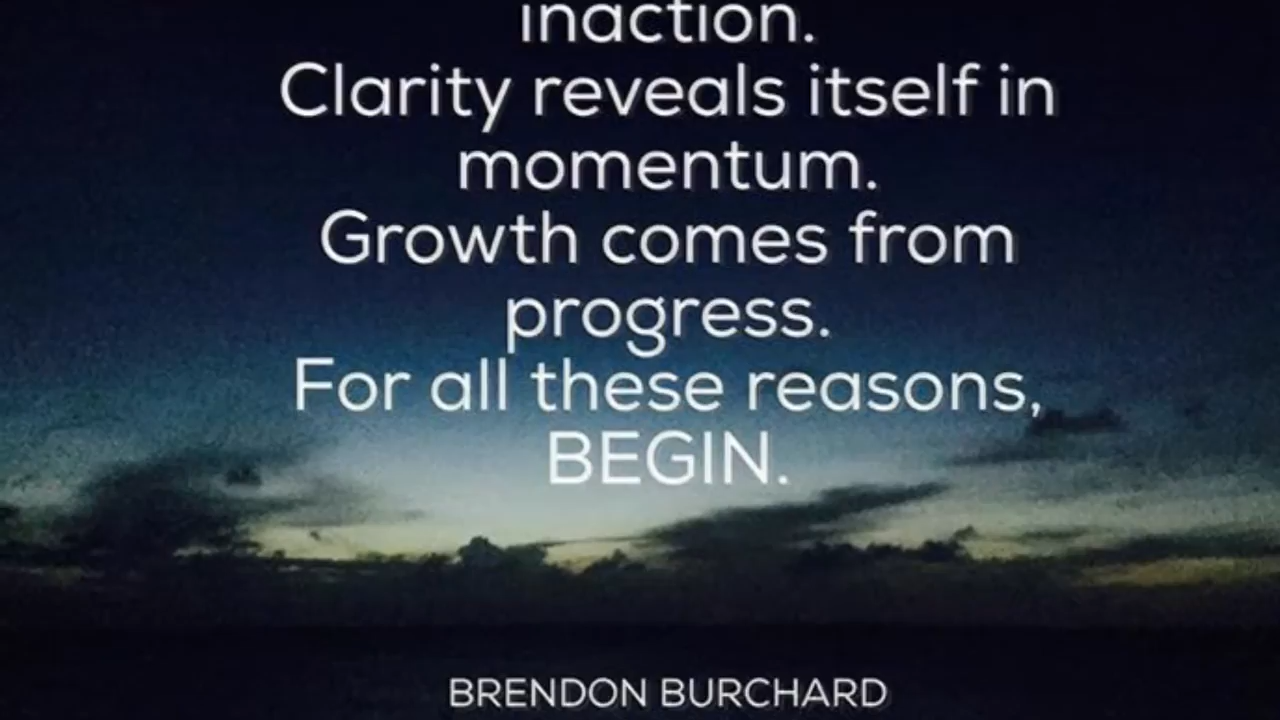 inaction.
Clarity reveals itself in
momentum.
Growth comes from
progress.
For all these reasons,
BEGIN.
BRENDON BURCHARD